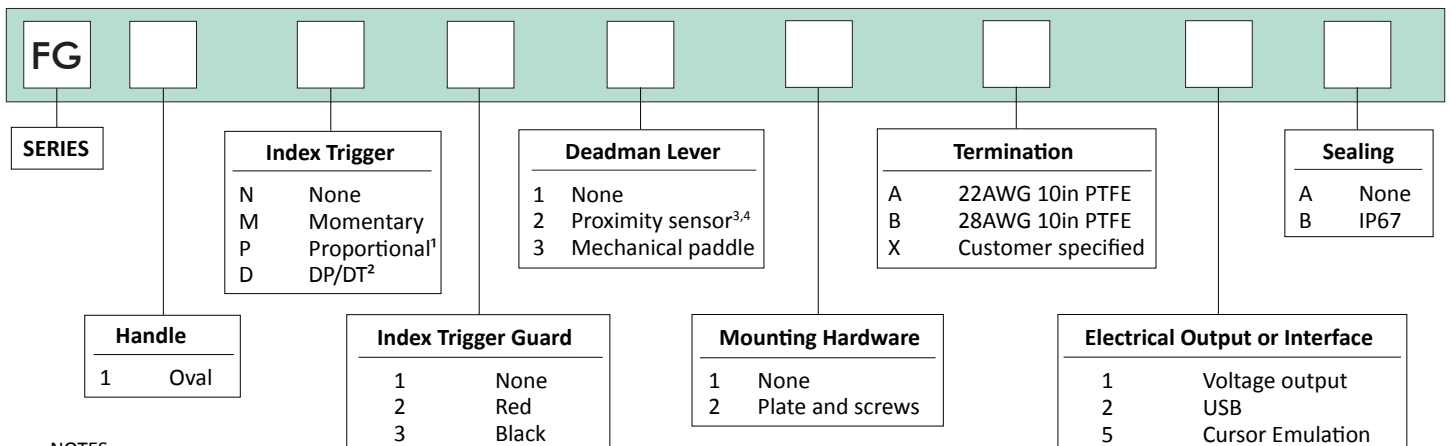 FG
SERIES
Index Trigger
N None
M Momentary
P Proportional¹
D DP/DT²
Deadman Lever
1 None
2 Proximity sensor³,⁴
3 Mechanical paddle
Termination
A 22AWG 10in PTFE
B 28AWG 10in PTFE
X Customer specified
Sealing
A None
B IP67
Handle
1 Oval
Index Trigger Guard
1 None
2 Red
3 Black
Mounting Hardware
1 None
2 Plate and screws
Electrical Output or Interface
1 Voltage output
2 USB
5 Cursor Emulation
NOTES